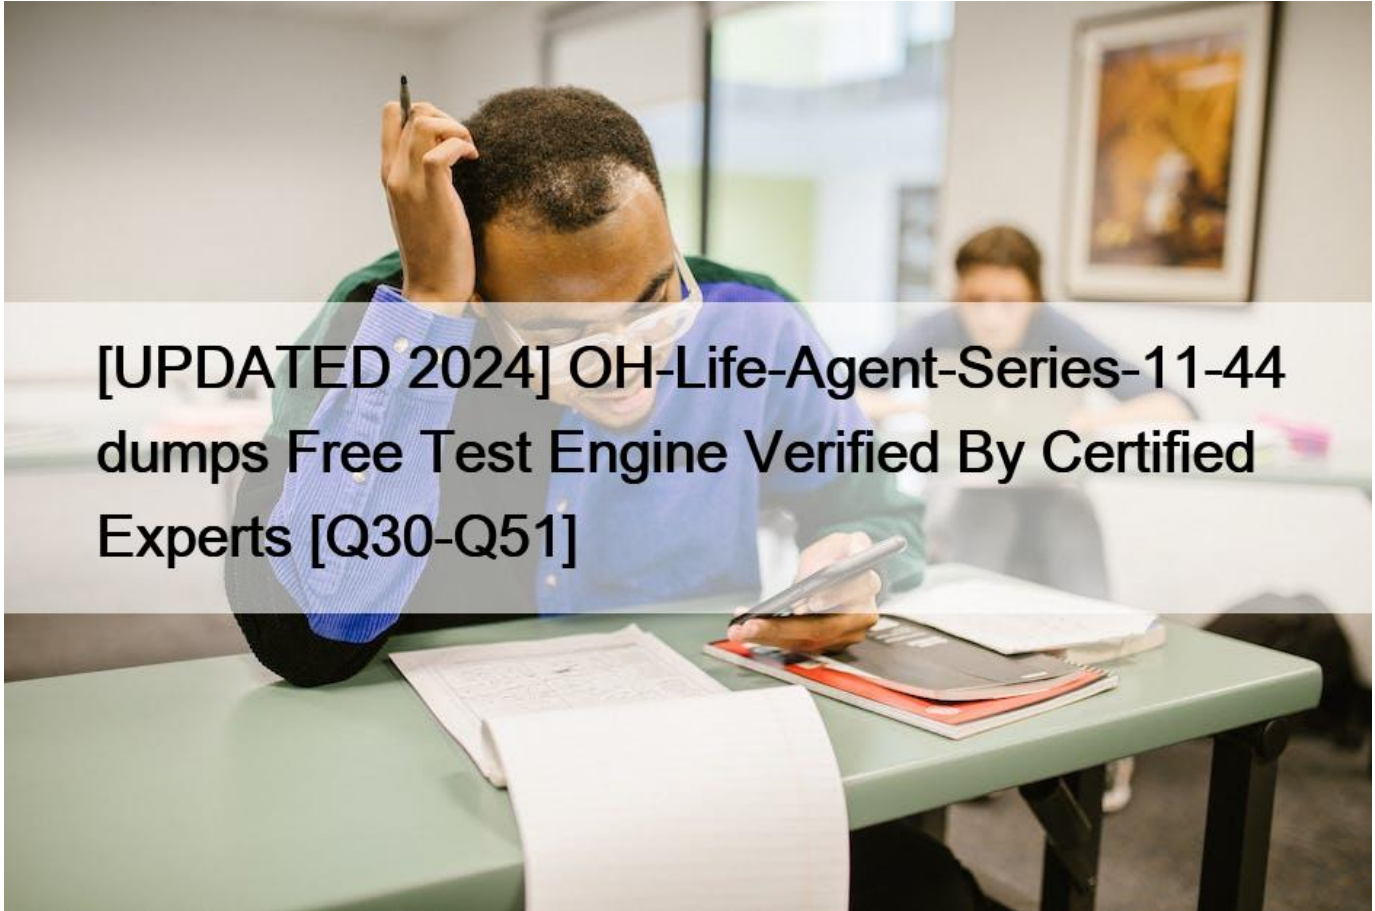 [UPDATED 2024] OH-Life-Agent-Series-11-44
dumps Free Test Engine Verified By Certified
Experts [Q30-Q51]